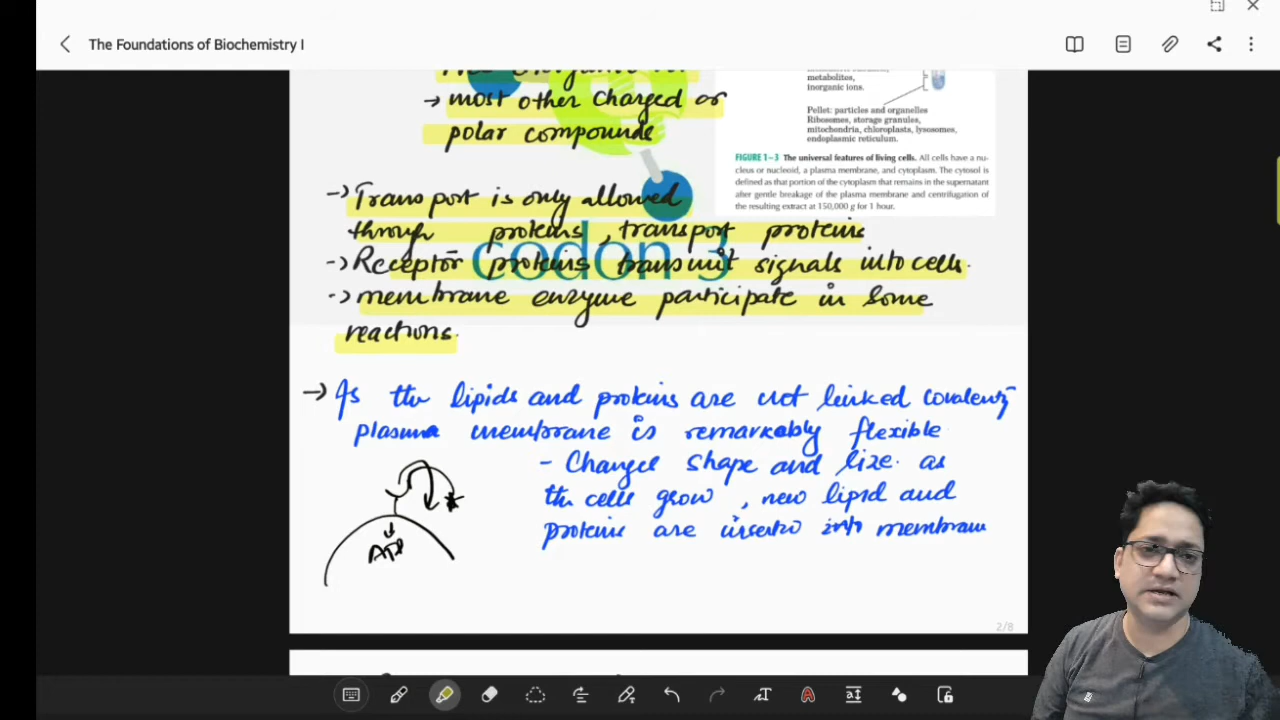 The Foundations of Biochemistry I
→ most other charged or
polar compounds
metabolites,
inorganic ions.
Pellet: particles and organelles
Ribosomes, storage granules,
mitochondria, chloroplasts, lysosomes,
endoplasmic reticulum.
FIGURE 1–3 The universal features of living cells. All cells have a nu-
cleus or nucleoid, a plasma membrane, and cytoplasm. The cytosol is
defined as that portion of the cytoplasm that remains in the supernatant
after gentle breakage of the plasma membrane and centrifugation of
the resulting extract at 150,000 g for 1 hour.
→ Transport is only allowed
through proteins, transport proteins
codon 3
→ Receptor proteins transmit signals into cells.
→ membrane enzyme participate in some
reactions.
→ As the lipids and proteins are not linked covalently
plasma membrane is remarkably flexible
- Changes shape and size. as
the cells grow, new lipid and
proteins are inserted into membrane
ATP
2/8